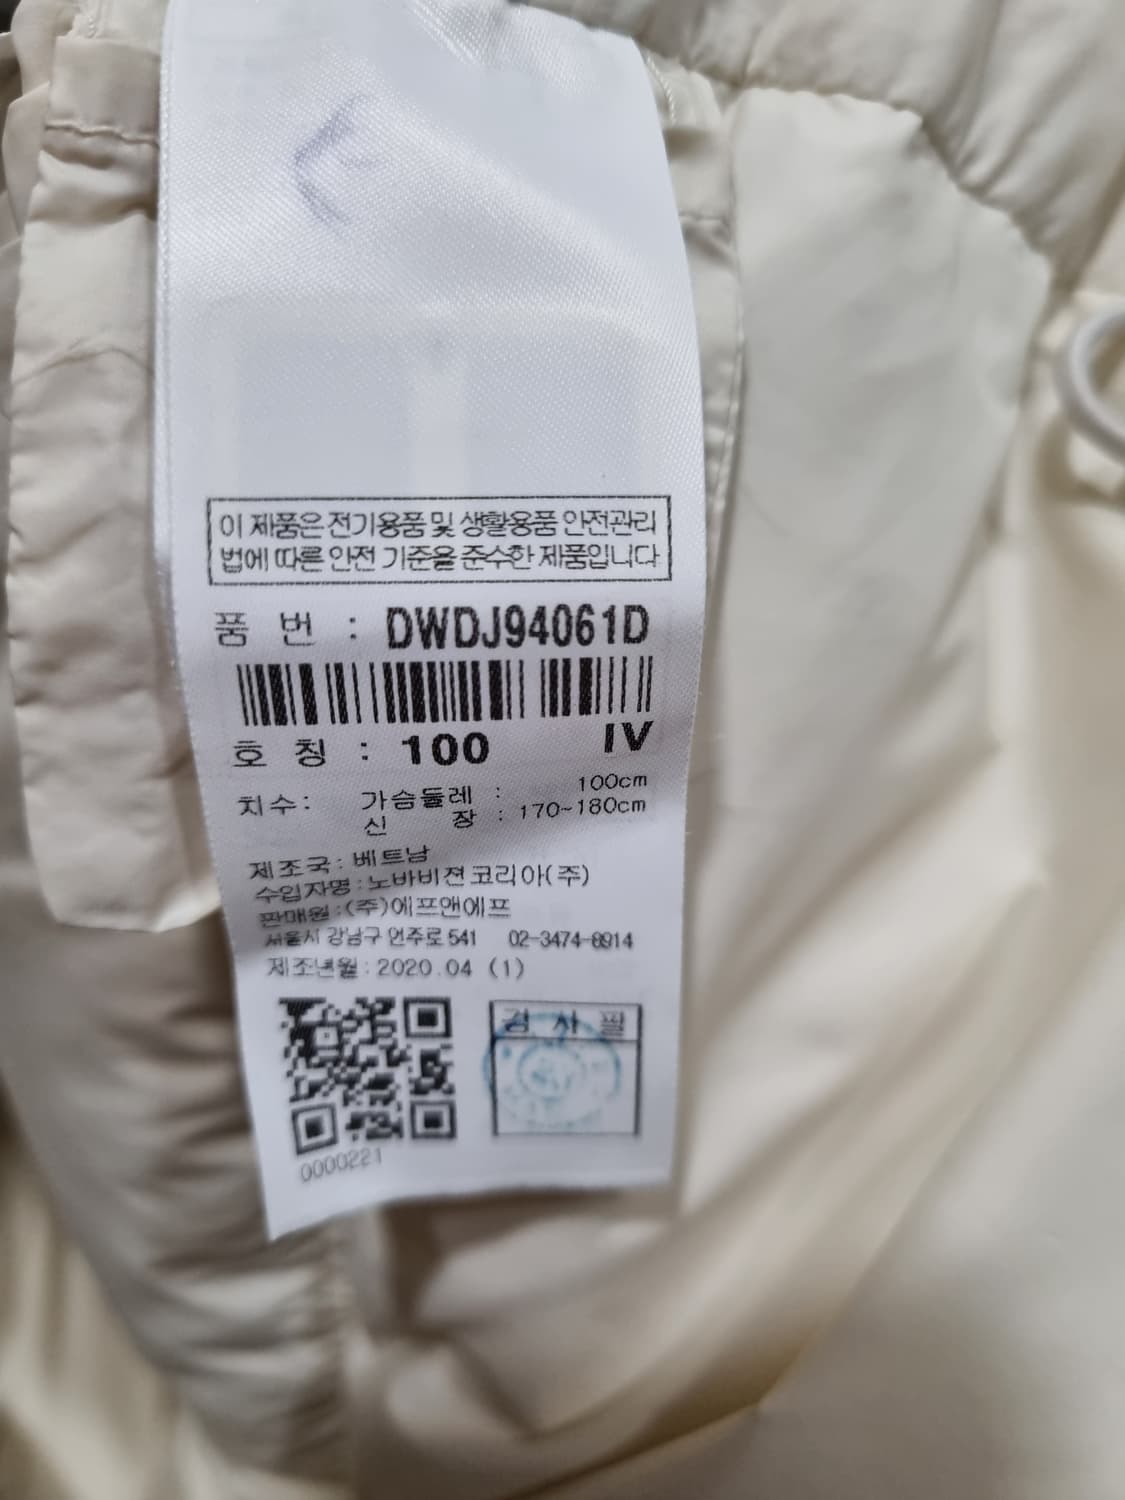 이 제품은 전기용품 및 생활용품 안전관리
법에 따른 안전 기준을 준수한 제품입니다.
품 번 : DWDJ94061D
호 칭 : 100 IV
치수: 가슴둘레 : 100cm
신 장 : 170~180cm
제조국 : 베트남
수입자명 : 노바비젼코리아(주)
판매원 : (주)에프앤에프
서울시 강남구 언주로 541 02-3474-8914
제조년월 : 2020.04 (1)
검 사 필
0000221